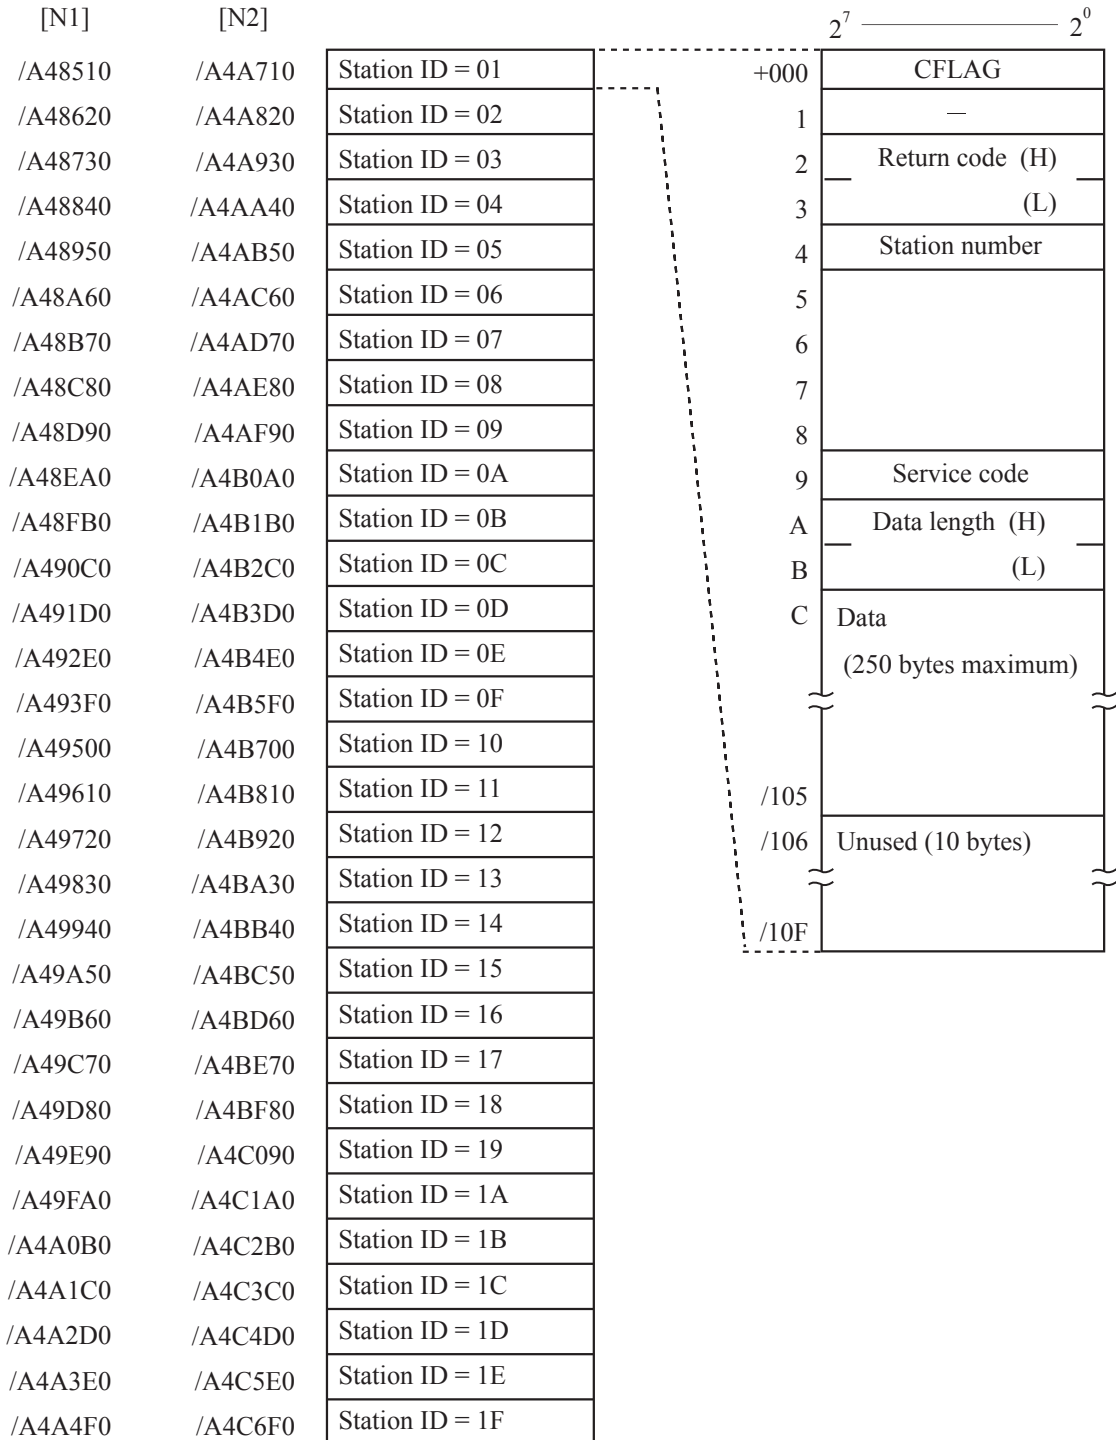 [N1] [N2]
/A48510 /A4A710 Station ID = 01
/A48620 /A4A820 Station ID = 02
/A48730 /A4A930 Station ID = 03
/A48840 /A4AA40 Station ID = 04
/A48950 /A4AB50 Station ID = 05
/A48A60 /A4AC60 Station ID = 06
/A48B70 /A4AD70 Station ID = 07
/A48C80 /A4AE80 Station ID = 08
/A48D90 /A4AF90 Station ID = 09
/A48EA0 /A4B0A0 Station ID = 0A
/A48FB0 /A4B1B0 Station ID = 0B
/A490C0 /A4B2C0 Station ID = 0C
/A491D0 /A4B3D0 Station ID = 0D
/A492E0 /A4B4E0 Station ID = 0E
/A493F0 /A4B5F0 Station ID = 0F
/A49500 /A4B700 Station ID = 10
/A49610 /A4B810 Station ID = 11
/A49720 /A4B920 Station ID = 12
/A49830 /A4BA30 Station ID = 13
/A49940 /A4BB40 Station ID = 14
/A49A50 /A4BC50 Station ID = 15
/A49B60 /A4BD60 Station ID = 16
/A49C70 /A4BE70 Station ID = 17
/A49D80 /A4BF80 Station ID = 18
/A49E90 /A4C090 Station ID = 19
/A49FA0 /A4C1A0 Station ID = 1A
/A4A0B0 /A4C2B0 Station ID = 1B
/A4A1C0 /A4C3C0 Station ID = 1C
/A4A2D0 /A4C4D0 Station ID = 1D
/A4A3E0 /A4C5E0 Station ID = 1E
/A4A4F0 /A4C6F0 Station ID = 1F
2⁷ 2⁰
+000 CFLAG
1 —
2 Return code (H)
3 (L)
4 Station number
5
6
7
8
9 Service code
A Data length (H)
B (L)
C Data
(250 bytes maximum)
/105
/106 Unused (10 bytes)
/10F